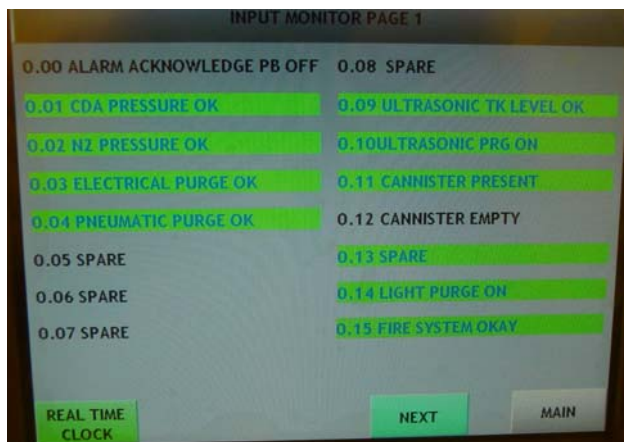 INPUT MONITOR PAGE 1
0.00 ALARM ACKNOWLEDGE PB OFF
0.01 CDA PRESSURE OK
0.02 N2 PRESSURE OK
0.03 ELECTRICAL PURGE OK
0.04 PNEUMATIC PURGE OK
0.05 SPARE
0.06 SPARE
0.07 SPARE
0.08 SPARE
0.09 ULTRASONIC TK LEVEL OK
0.10ULTRASONIC PRG ON
0.11 CANNISTER PRESENT
0.12 CANNISTER EMPTY
0.13 SPARE
0.14 LIGHT PURGE ON
0.15 FIRE SYSTEM OKAY
REAL TIME
CLOCK
NEXT
MAIN